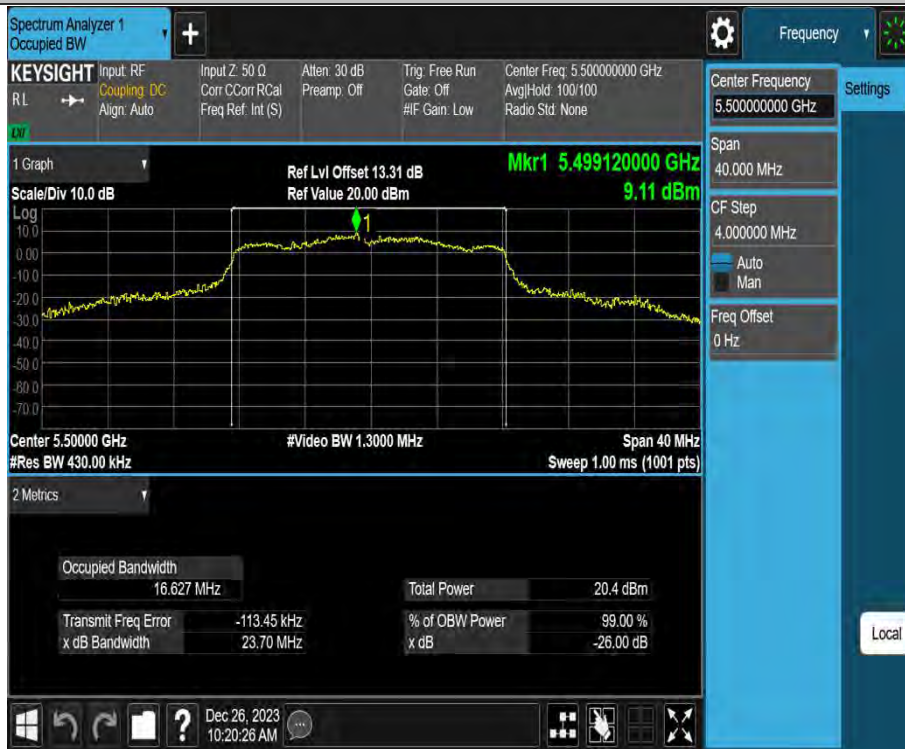 Spectrum Analyzer 1
Occupied BW
+
Frequency
KEYSIGHT
RL
LXI
Input: RF
Coupling: DC
Align: Auto
Input Z: 50 Ω
Corr CCorr RCal
Freq Ref: Int (S)
Atten: 30 dB
Preamp: Off
Trig: Free Run
Gate: Off
#IF Gain: Low
Center Freq: 5.500000000 GHz
Avg|Hold: 100/100
Radio Std: None
Center Frequency
5.500000000 GHz
Settings
Span
40.000 MHz
CF Step
4.000000 MHz
Auto
Man
Freq Offset
0 Hz
1 Graph
Scale/Div 10.0 dB
Ref Lvl Offset 13.31 dB
Ref Value 20.00 dBm
Mkr1 5.499120000 GHz
9.11 dBm
Log
10.0
0.00
-10.0
-20.0
-30.0
-40.0
-50.0
-60.0
-70.0
1
Center 5.50000 GHz
#Res BW 430.00 kHz
#Video BW 1.3000 MHz
Span 40 MHz
Sweep 1.00 ms (1001 pts)
2 Metrics
Occupied Bandwidth
16.627 MHz
Total Power 20.4 dBm
Transmit Freq Error -113.45 kHz
% of OBW Power 99.00 %
x dB Bandwidth 23.70 MHz
x dB -26.00 dB
Local
?
Dec 26, 2023
10:20:26 AM